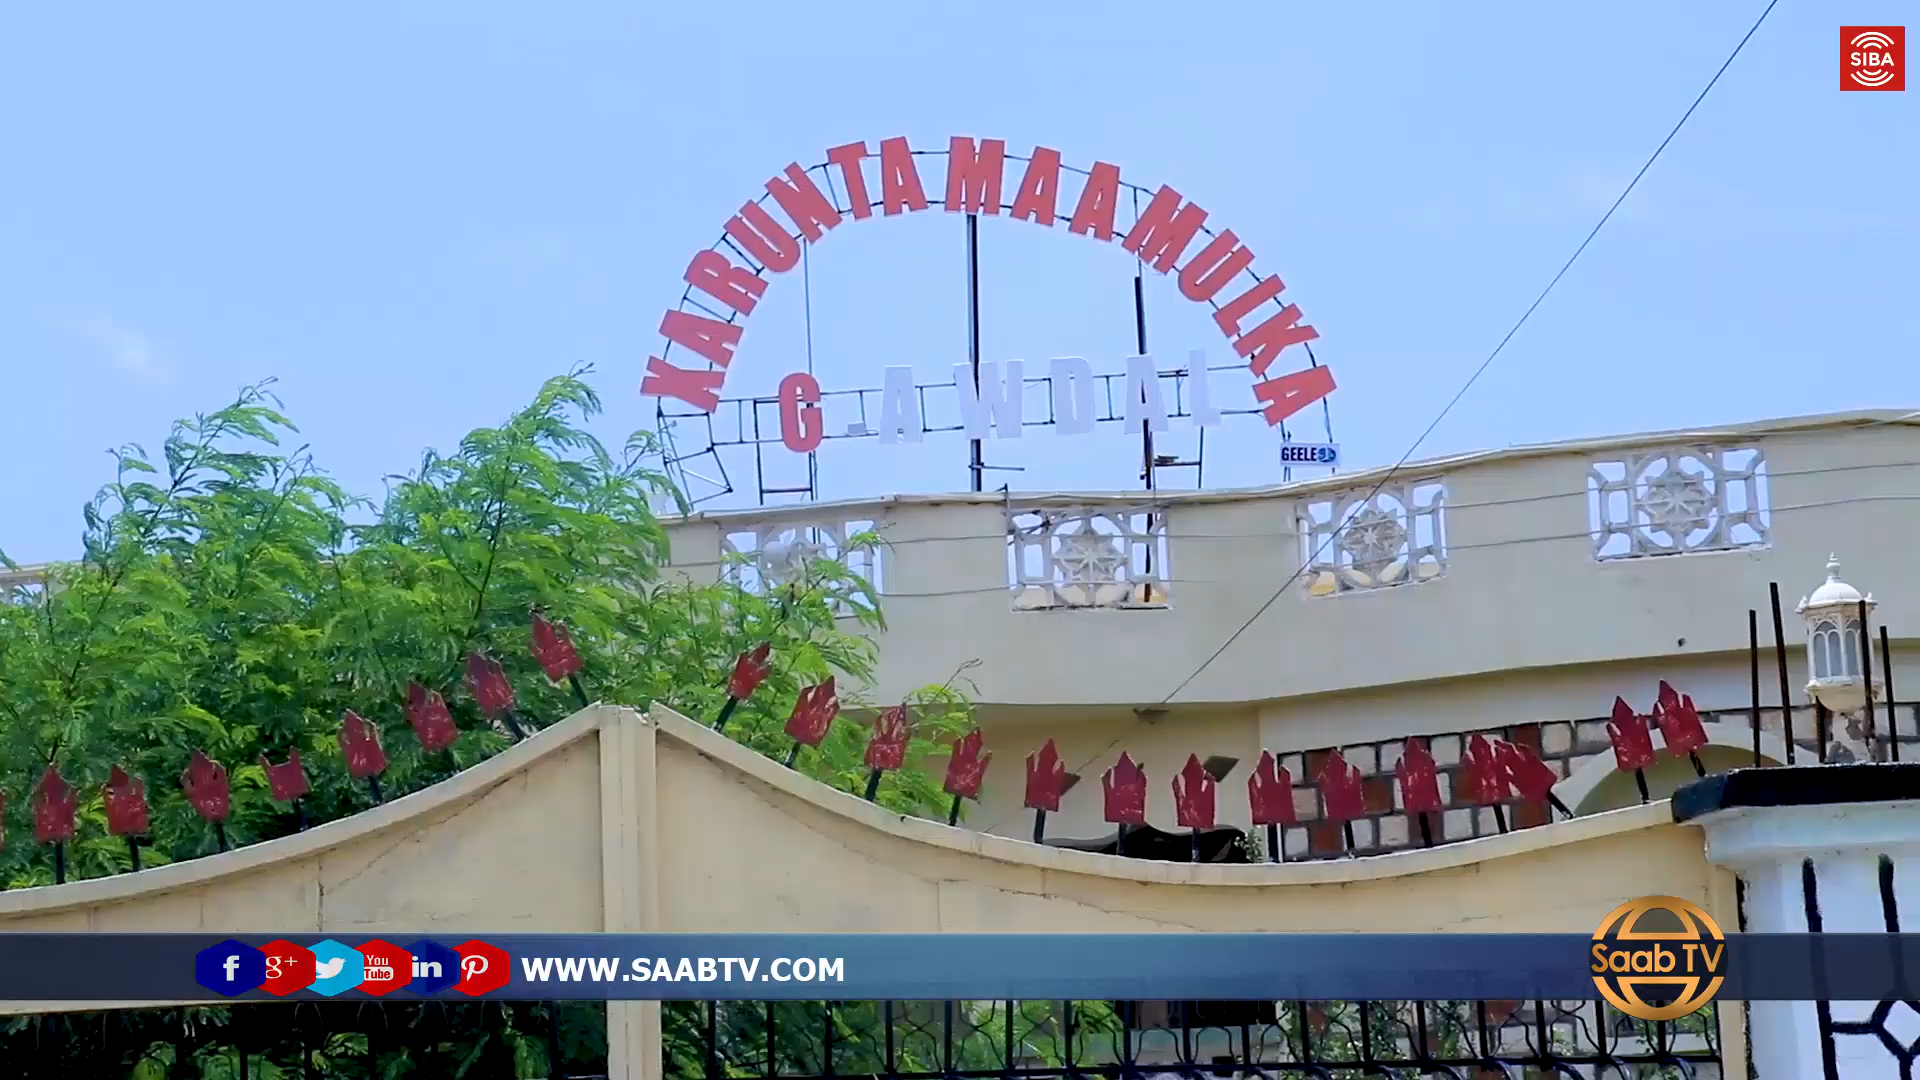 SIBA
XARUNTA MAAMULKA
G.AWDAL
GEELE
f g+ You Tube in
WWW.SAABTV.COM
Saab TV